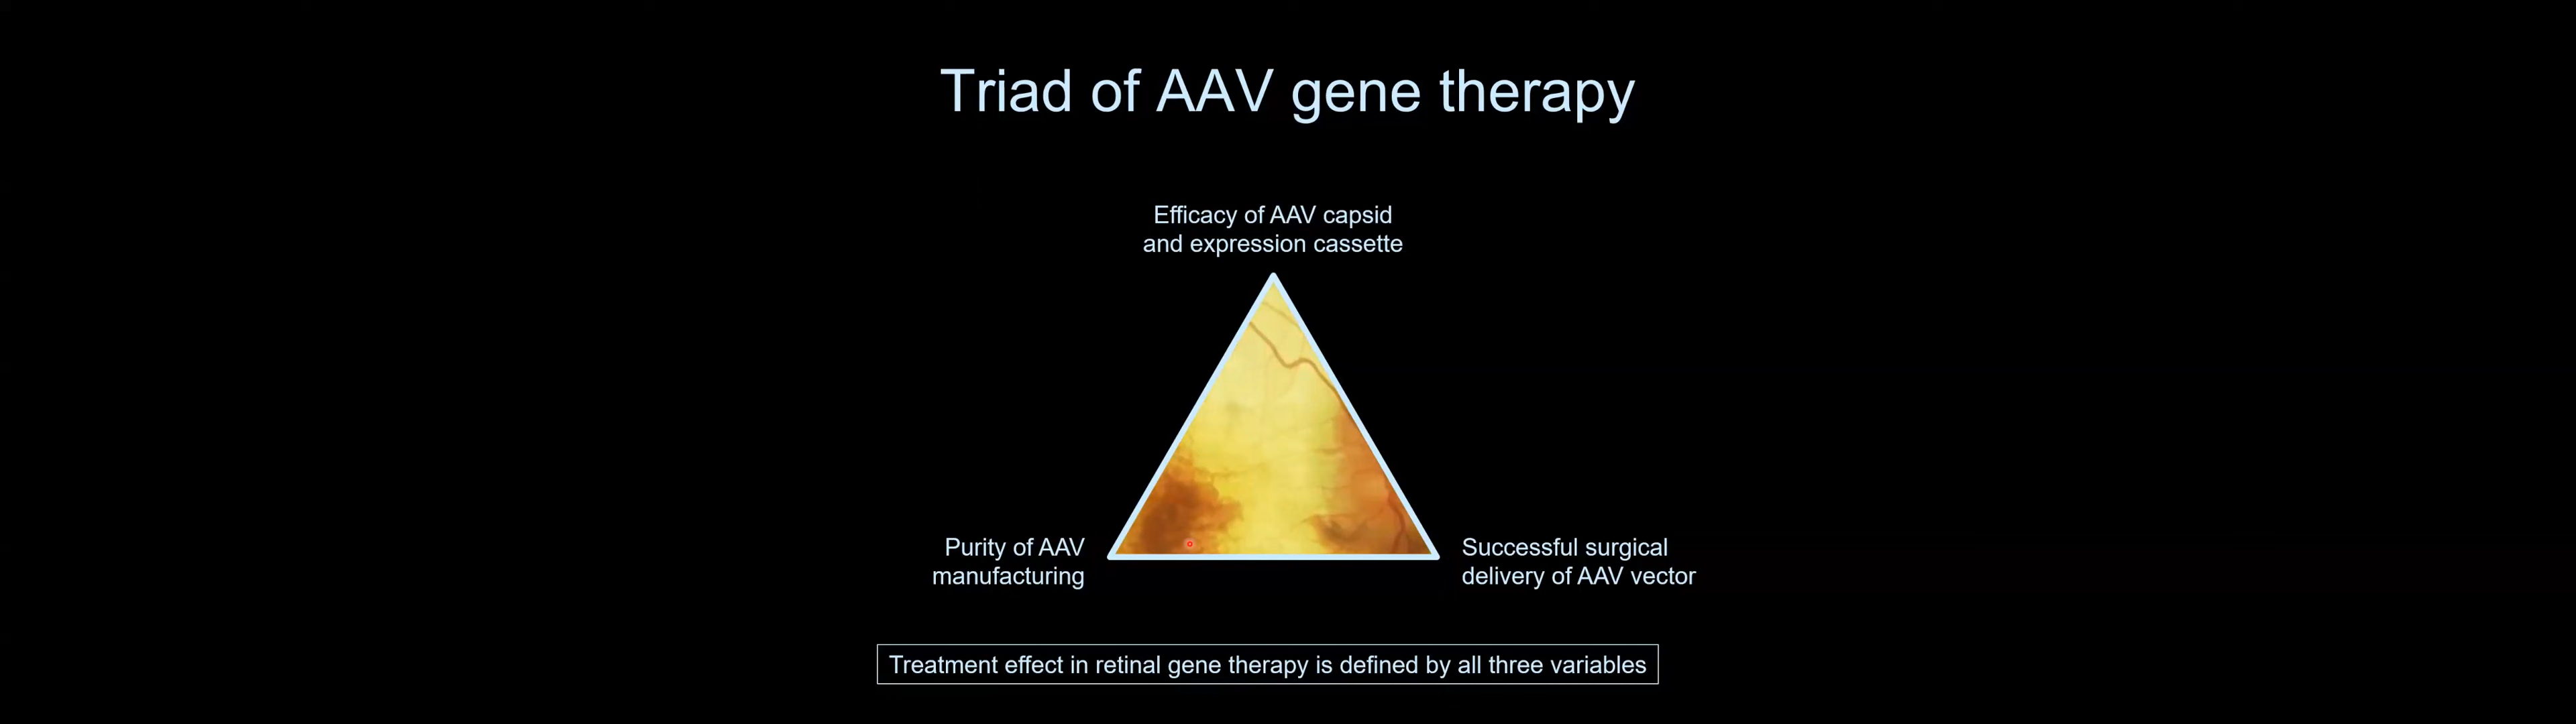 Triad of AAV gene therapy
Efficacy of AAV capsid
and expression cassette
Purity of AAV
manufacturing
Successful surgical
delivery of AAV vector
Treatment effect in retinal gene therapy is defined by all three variables